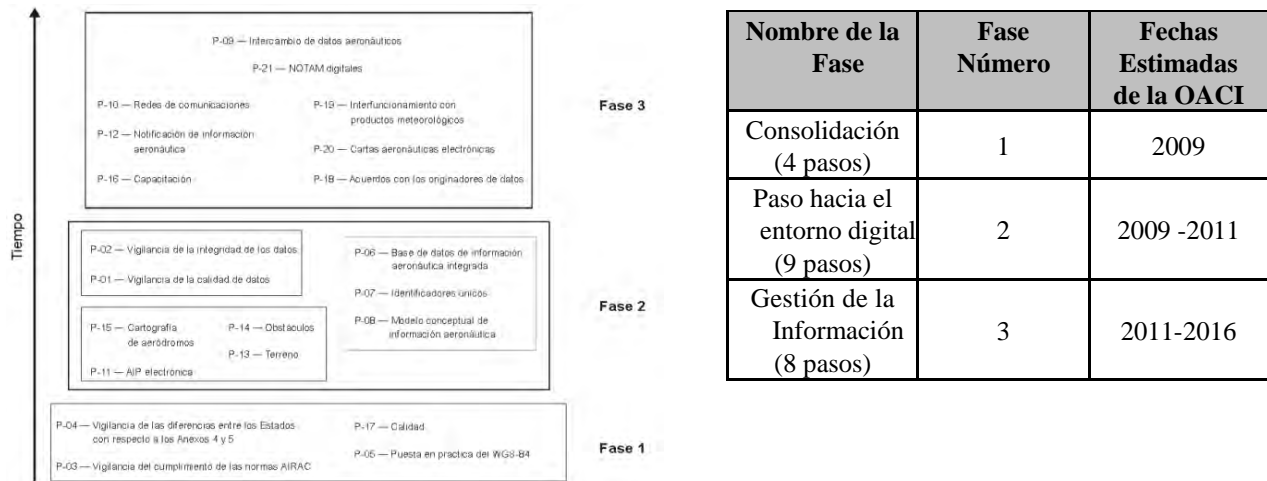 P-09 — Intercambio de datos aeronáuticos
P-21 — NOTAM digitales
P-10 — Redes de comunicaciones
P-12 — Notificación de información
aeronáutica
P-16 — Capacitación
P-19 — Interfuncionamiento con
productos meteorológicos
P-20 — Cartas aeronáuticas electrónicas
P-18 — Acuerdos con los originadores de datos
Fase 3
Tiempo
P-02 — Vigilancia de la integridad de los datos
P-01 — Vigilancia de la calidad de datos
P-15 — Cartografía
de aeródromos
P-11 — AIP electrónica
P-14 — Obstáculos
P-13 — Terreno
P-06 — Base de datos de información
aeronáutica integrada
P-07 — Identificadores únicos
P-08 — Modelo conceptual de
información aeronáutica
Fase 2
P-04 — Vigilancia de las diferencias entre los Estados
con respecto a los Anexos 4 y 5
P-03 — Vigilancia del cumplimiento de las normas AIRAC
P-17 — Calidad
P-05 — Puesta en práctica del WGS-84
Fase 1
Nombre de la Fase Fechas
Fase Número Estimadas
de la OACI
Consolidación
(4 pasos) 1 2009
Paso hacia el
entorno digital 2 2009 -2011
(9 pasos)
Gestión de la
Información 3 2011-2016
(8 pasos)